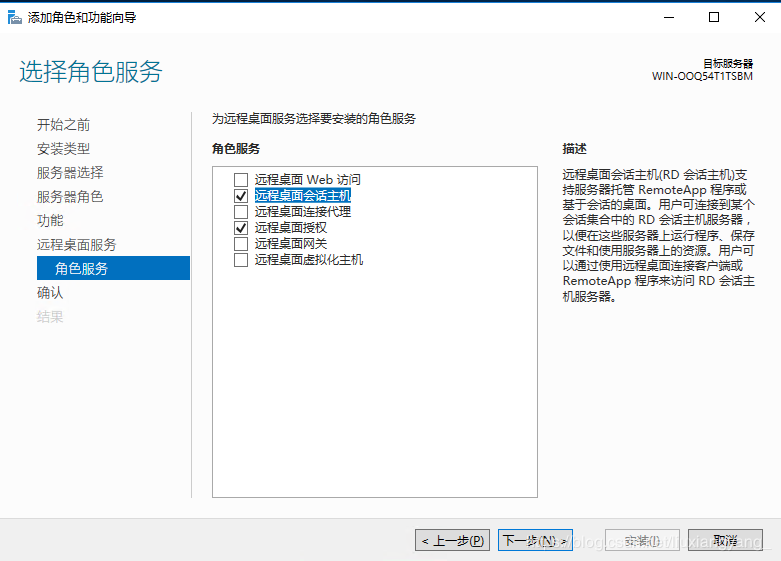 添加角色和功能向导
选择角色服务
目标服务器
WIN-OOQ54T1TSBM
开始之前
安装类型
服务器选择
服务器角色
功能
远程桌面服务
角色服务
确认
结果
为远程桌面服务选择要安装的角色服务
角色服务
远程桌面 Web 访问
远程桌面会话主机
远程桌面连接代理
远程桌面授权
远程桌面网关
远程桌面虚拟化主机
描述
远程桌面会话主机(RD 会话主机)支
持服务器托管 RemoteApp 程序或
基于会话的桌面。用户可连接到某个
会话集合中的 RD 会话主机服务器，
以便在这些服务器上运行程序、保存
文件和使用服务器上的资源。用户可
以通过使用远程桌面连接客户端或
RemoteApp 程序来访问 RD 会话主
机服务器。
< 上一步(P)
下一步(N) >
安装(I)
取消